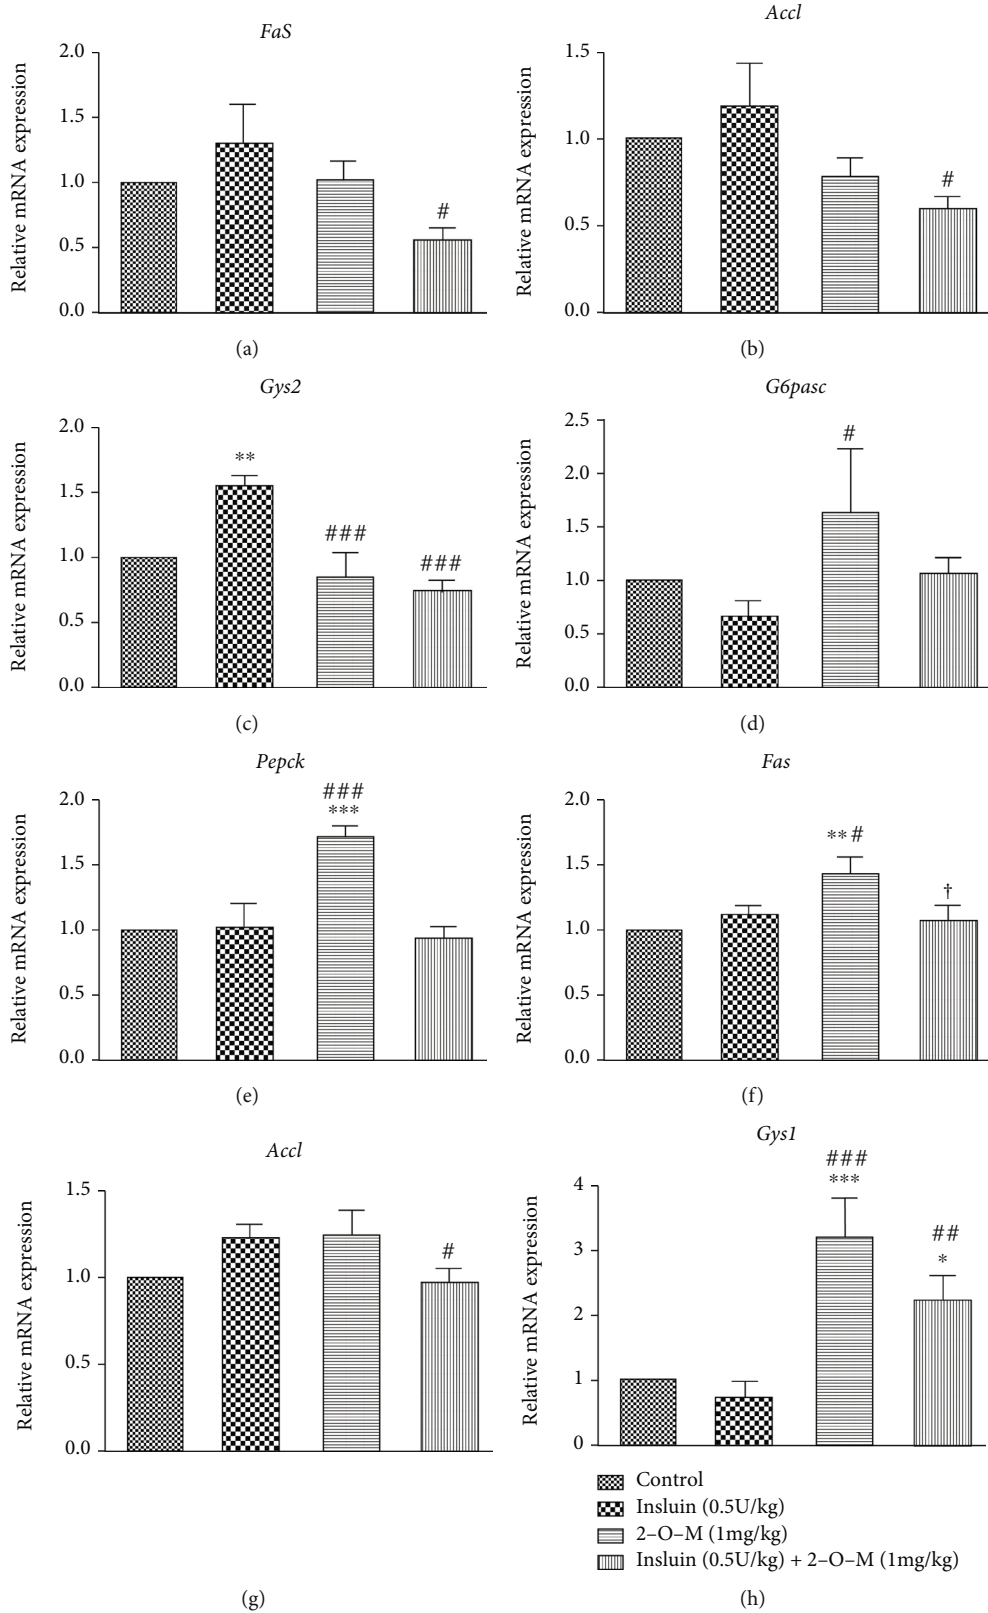 FaS
Relative mRNA expression
2.0
1.5
1.0
0.5
0.0
#
(a)
Accl
Relative mRNA expression
1.5
1.0
0.5
0.0
#
(b)
Gys2
Relative mRNA expression
2.0
1.5
1.0
0.5
0.0
**
###
###
(c)
G6pasc
Relative mRNA expression
2.5
2.0
1.5
1.0
0.5
0.0
#
(d)
Pepck
Relative mRNA expression
2.0
1.5
1.0
0.5
0.0
###
***
(e)
Fas
Relative mRNA expression
2.0
1.5
1.0
0.5
0.0
**#
†
(f)
Accl
Relative mRNA expression
1.5
1.0
0.5
0.0
#
(g)
Gys1
Relative mRNA expression
4
3
2
1
0
###
***
##
*
Control
Insluin (0.5U/kg)
2–O–M (1mg/kg)
Insluin (0.5U/kg) + 2–O–M (1mg/kg)
(h)